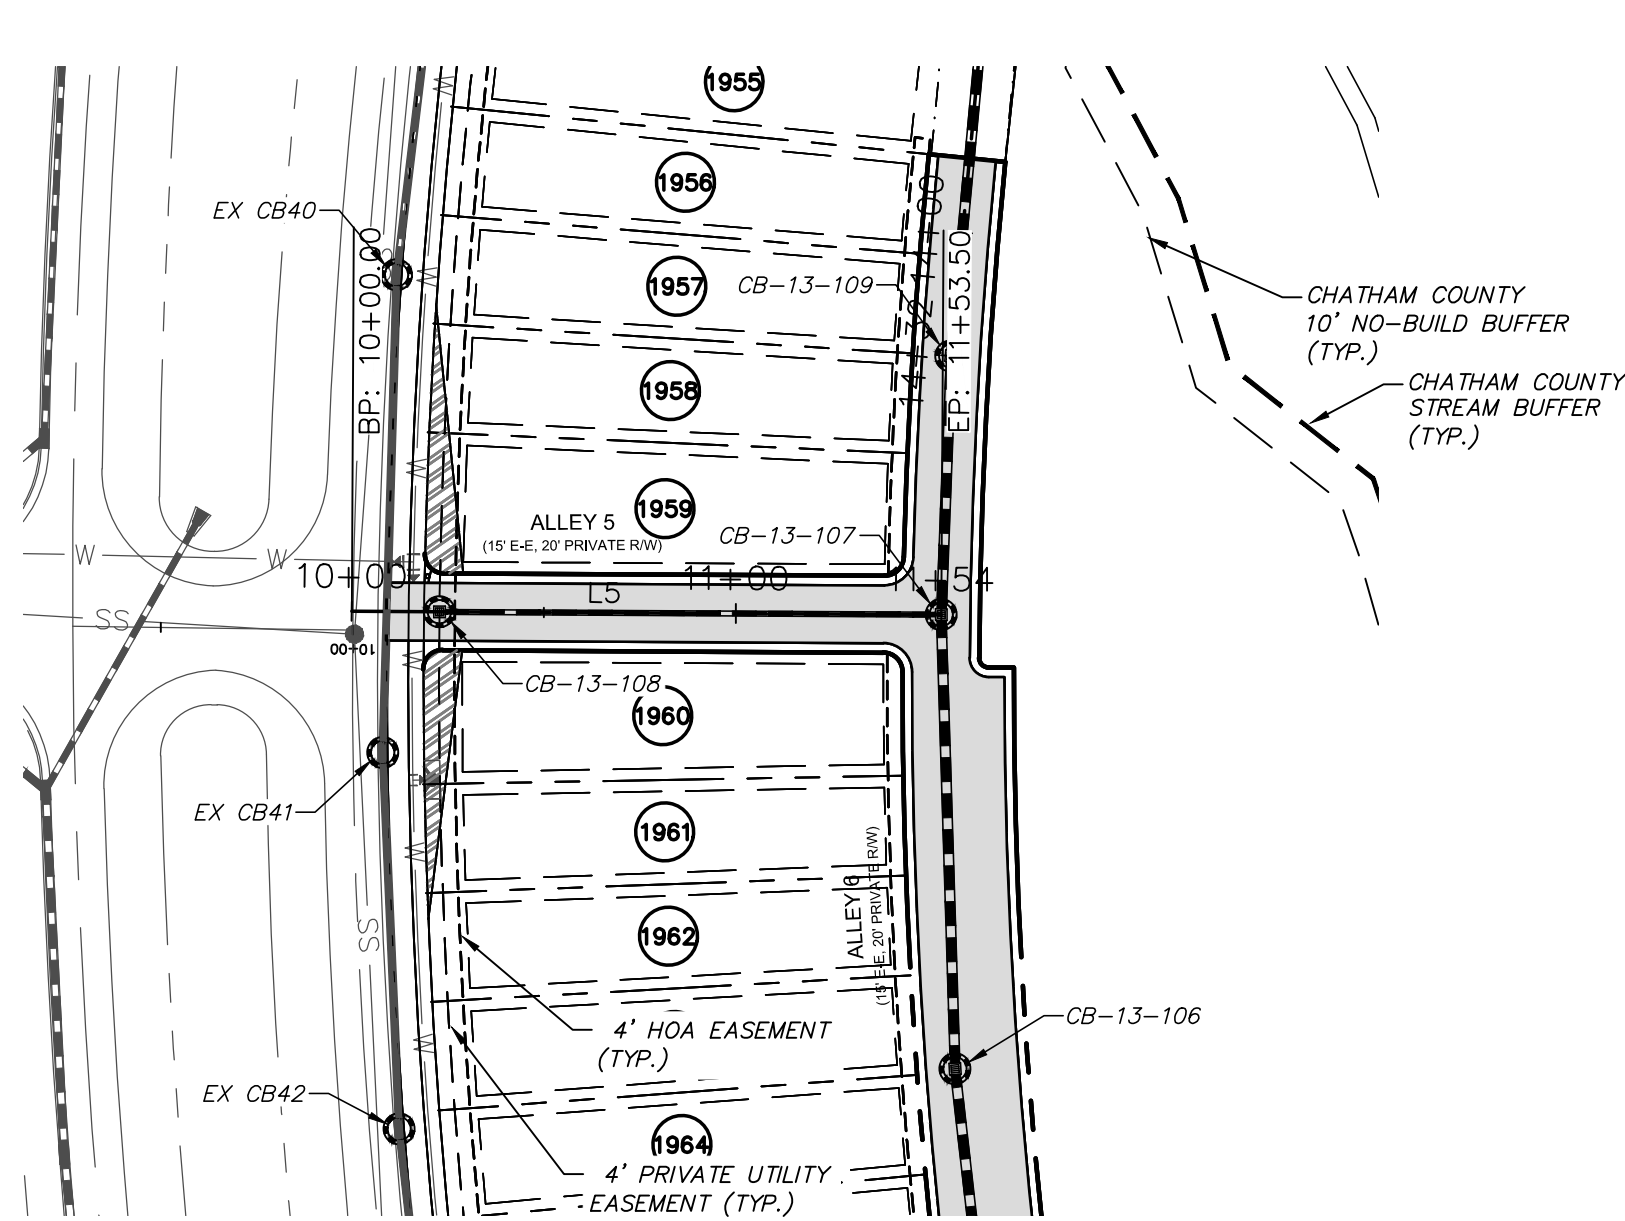 1955
1956
EX CB40
BP: 10+00.00
S
W
W
1957
CB-13-109
EP: 11+53.50
CHATHAM COUNTY
10' NO-BUILD BUFFER
(TYP.)
1958
CHATHAM COUNTY
STREAM BUFFER
(TYP.)
W
1959
ALLEY 5
(15' E-E, 20' PRIVATE R/W)
CB-13-107
W
W
10+00
11+00
11+54
L5
SS
10+00
W
CB-13-108
1960
EX CB41
1961
W
ALLEY 6
(15' E-E, 20' PRIVATE R/W)
SS
1962
4' HOA EASEMENT
(TYP.)
CB-13-106
W
EX CB42
1964
4' PRIVATE UTILITY
EASEMENT (TYP.)